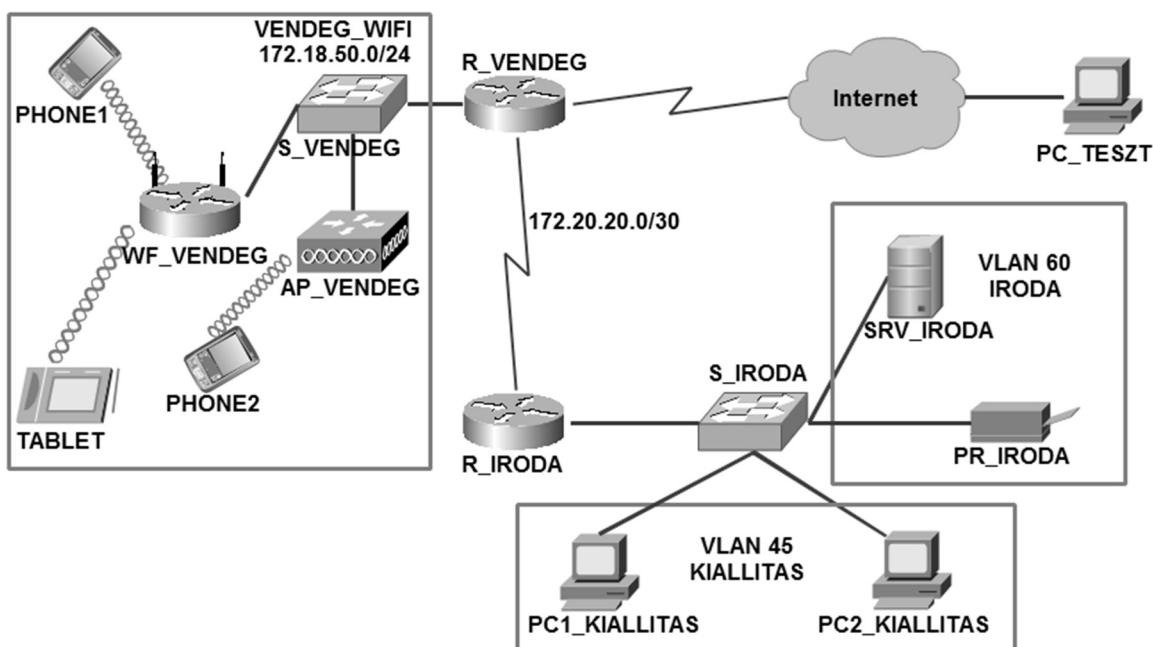 VENDEG_WIFI
172.18.50.0/24
R_VENDEG
PHONE1
Internet
S_VENDEG
PC_TESZT
172.20.20.0/30
WF_VENDEG
AP_VENDEG
VLAN 60
IRODA
SRV_IRODA
S_IRODA
PHONE2
TABLET
R_IRODA
PR_IRODA
VLAN 45
KIALLITAS
PC1_KIALLITAS
PC2_KIALLITAS